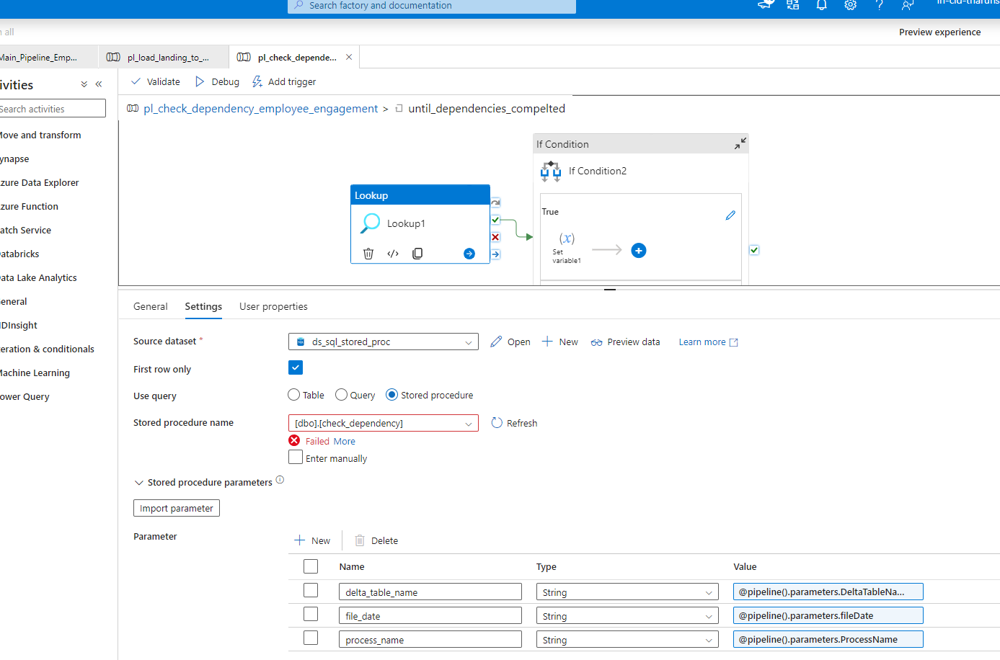 Search factory and documentation
all
Preview experience
Main_Pipeline_Emp...
pl_load_landing_to_...
pl_check_depende...
ivities
Validate
Debug
Add trigger
Search activities
pl_check_dependency_employee_engagement > until_dependencies_compelted
Move and transform
ynapse
zure Data Explorer
zure Function
atch Service
atabricks
ata Lake Analytics
eneral
DInsight
eration & conditionals
Machine Learning
ower Query
If Condition
If Condition2
Lookup
Lookup1
True
(x)
Set
variable1
General
Settings
User properties
Source dataset *
ds_sql_stored_proc
Open
New
Preview data
Learn more
First row only
Use query
Table
Query
Stored procedure
Stored procedure name
[dbo].[check_dependency]
Refresh
Failed More
Enter manually
Stored procedure parameters
Import parameter
Parameter
New
Delete
Name
Type
Value
delta_table_name
String
@pipeline().parameters.DeltaTableNa...
file_date
String
@pipeline().parameters.fileDate
process_name
String
@pipeline().parameters.ProcessName